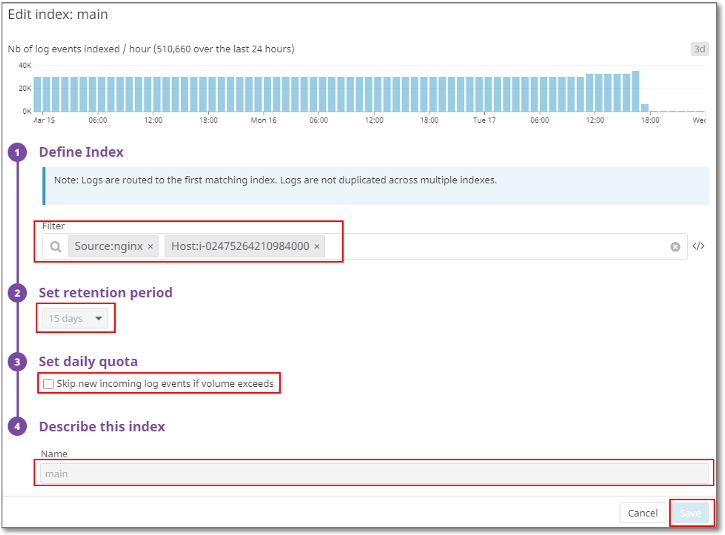 Edit index: main
Nb of log events indexed / hour (510,660 over the last 24 hours)
3d
40K
20K
0K
Mar 15 06:00 12:00 18:00 Mon 16 06:00 12:00 18:00 Tue 17 06:00 12:00 18:00 Wed
1 Define Index
Note: Logs are routed to the first matching index. Logs are not duplicated across multiple indexes.
Filter
Source:nginx × Host:i-02475264210984000 × </>
2 Set retention period
15 days
3 Set daily quota
Skip new incoming log events if volume exceeds
4 Describe this index
Name
main
Cancel Save